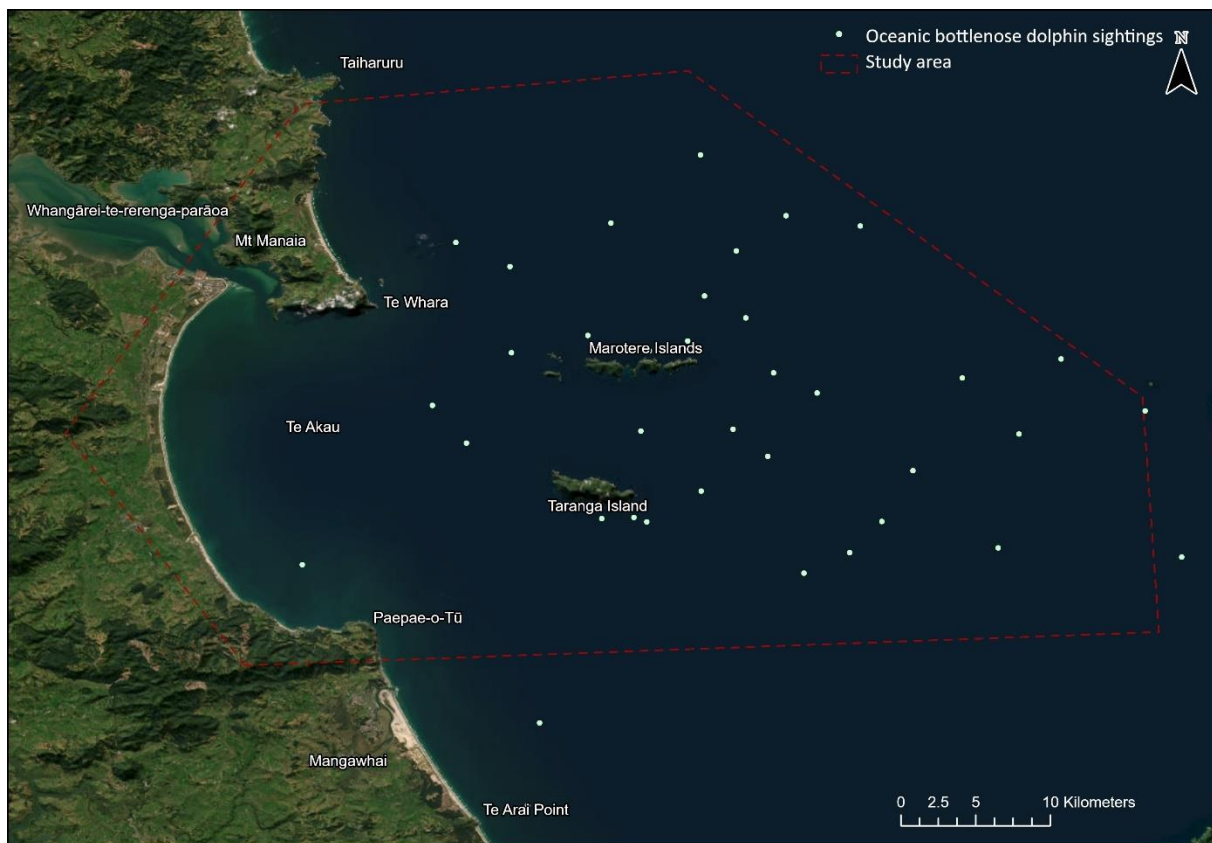 Oceanic bottlenose dolphin sightings
N
Study area
Taiharuru
Whangārei-te-rerenga-parāoa
Mt Manaia
Te Whara
Marotere Islands
Te Akau
Taranga Island
Paepae-o-Tū
Mangawhai
Te Arai Point
0 2.5 5 10 Kilometers